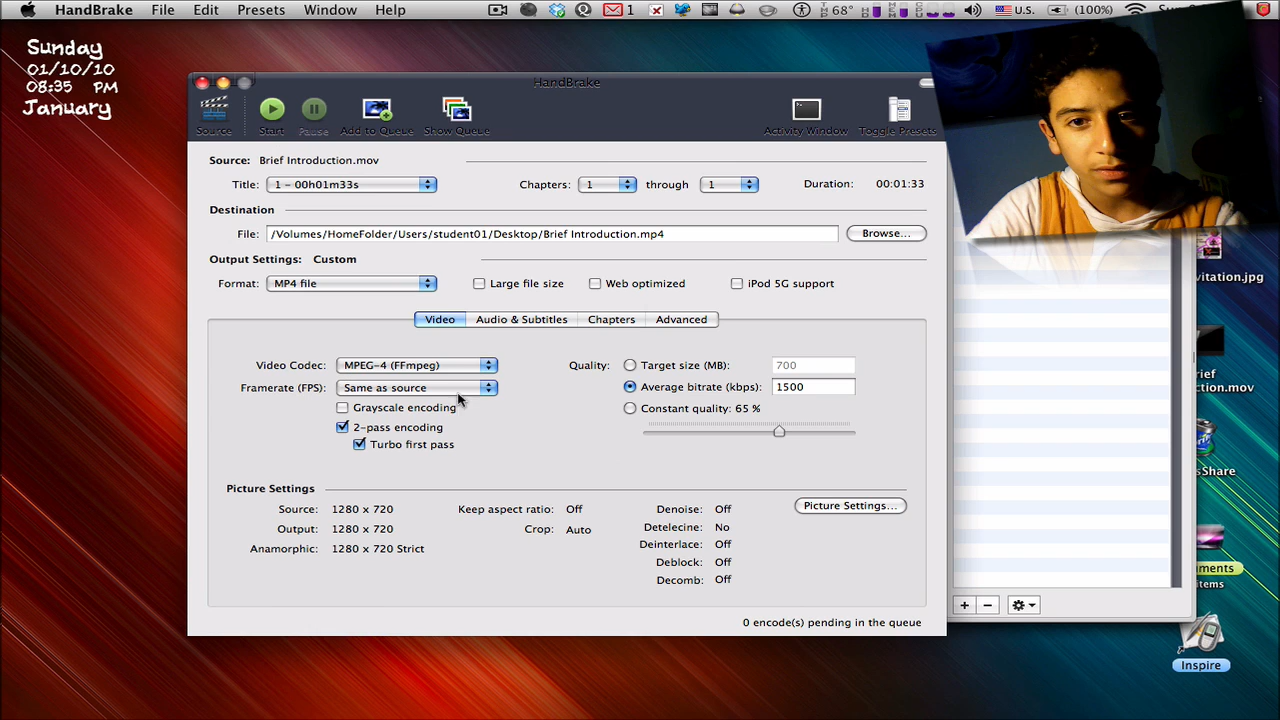 HandBrake File Edit Presets Window Help 1 68° U.S. (100%)
Sunday
01/10/10
08:35 PM
January
HandBrake
Source Start Pause Add to Queue Show Queue Activity Window Toggle Presets
Source: Brief Introduction.mov
Title: 1 - 00h01m33s Chapters: 1 through 1 Duration: 00:01:33
Destination
File: /Volumes/HomeFolder/Users/student01/Desktop/Brief Introduction.mp4 Browse...
Output Settings: Custom
Format: MP4 file Large file size Web optimized iPod 5G support
Video Audio & Subtitles Chapters Advanced
Video Codec: MPEG-4 (FFmpeg) Quality: Target size (MB): 700
Framerate (FPS): Same as source Average bitrate (kbps): 1500
Grayscale encoding Constant quality: 65 %
2-pass encoding
Turbo first pass
Picture Settings
Source: 1280 x 720 Keep aspect ratio: Off Denoise: Off Picture Settings...
Output: 1280 x 720 Crop: Auto Detelecine: No
Anamorphic: 1280 x 720 Strict Deinterlace: Off
Deblock: Off
Decomb: Off
0 encode(s) pending in the queue
vitation.jpg
rief
duction.mov
sShare
uments
items
Inspire